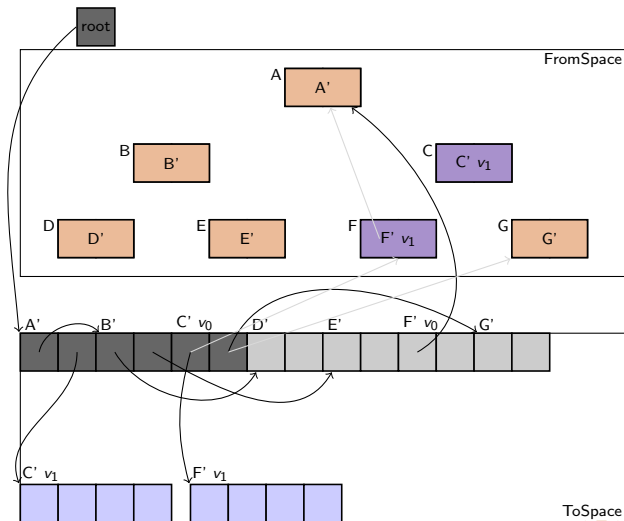 root
FromSpace
A A'
B B' C C' v1
D D' E E' F F' v1 G G'
A' B' C' v0 D' E' F' v0 G'
C' v1 F' v1
ToSpace